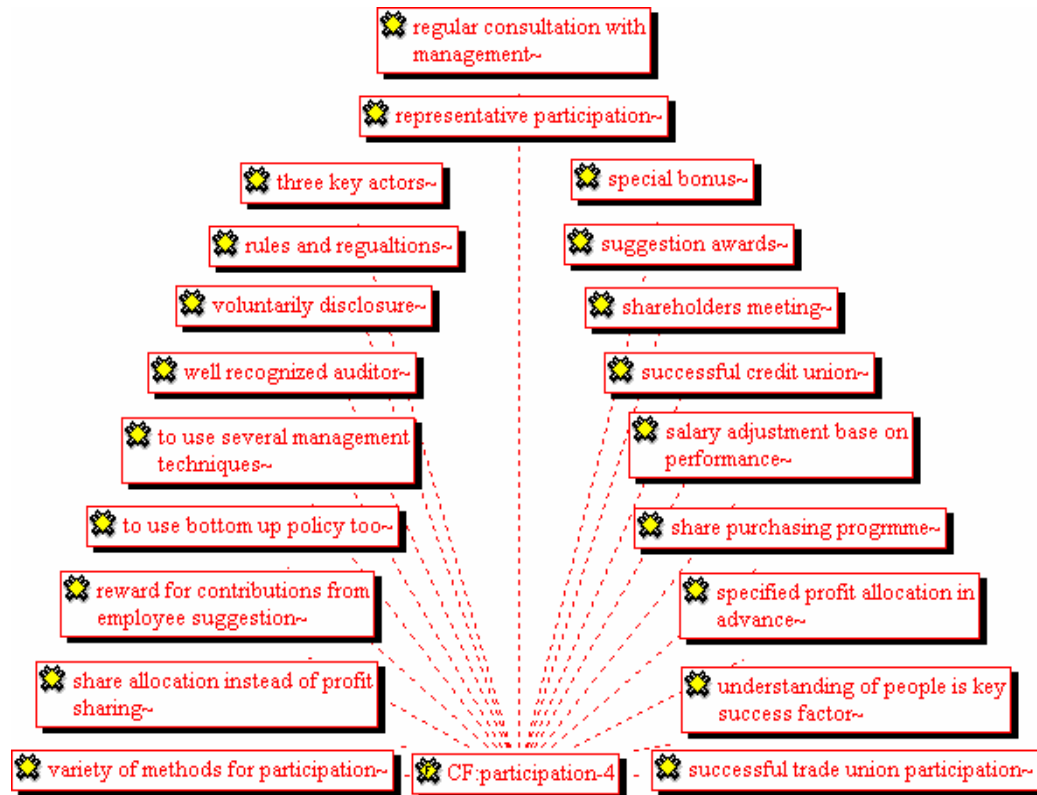 regular consultation with
management~
representative participation~
three key actors~
special bonus~
rules and regualtions~
suggestion awards~
voluntarily disclosure~
shareholders meeting~
well recognized auditor~
successful credit union~
to use several management
techniques~
salary adjustment base on
performance~
to use bottom up policy too~
share purchasing progrmme~
reward for contributions from
employee suggestion~
specified profit allocation in
advance~
share allocation instead of profit
sharing~
understanding of people is key
success factor~
variety of methods for participation~
CF:participation-4
successful trade union participation~